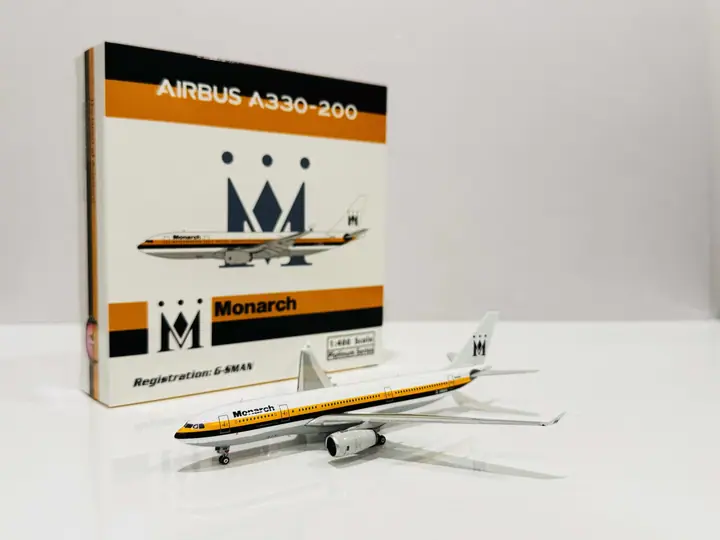 AIRBUS A330-200
M
Monarch
M
M
Monarch
Registration: G-SMAN
1:400 Scale
Platinum Series
Monarch
M